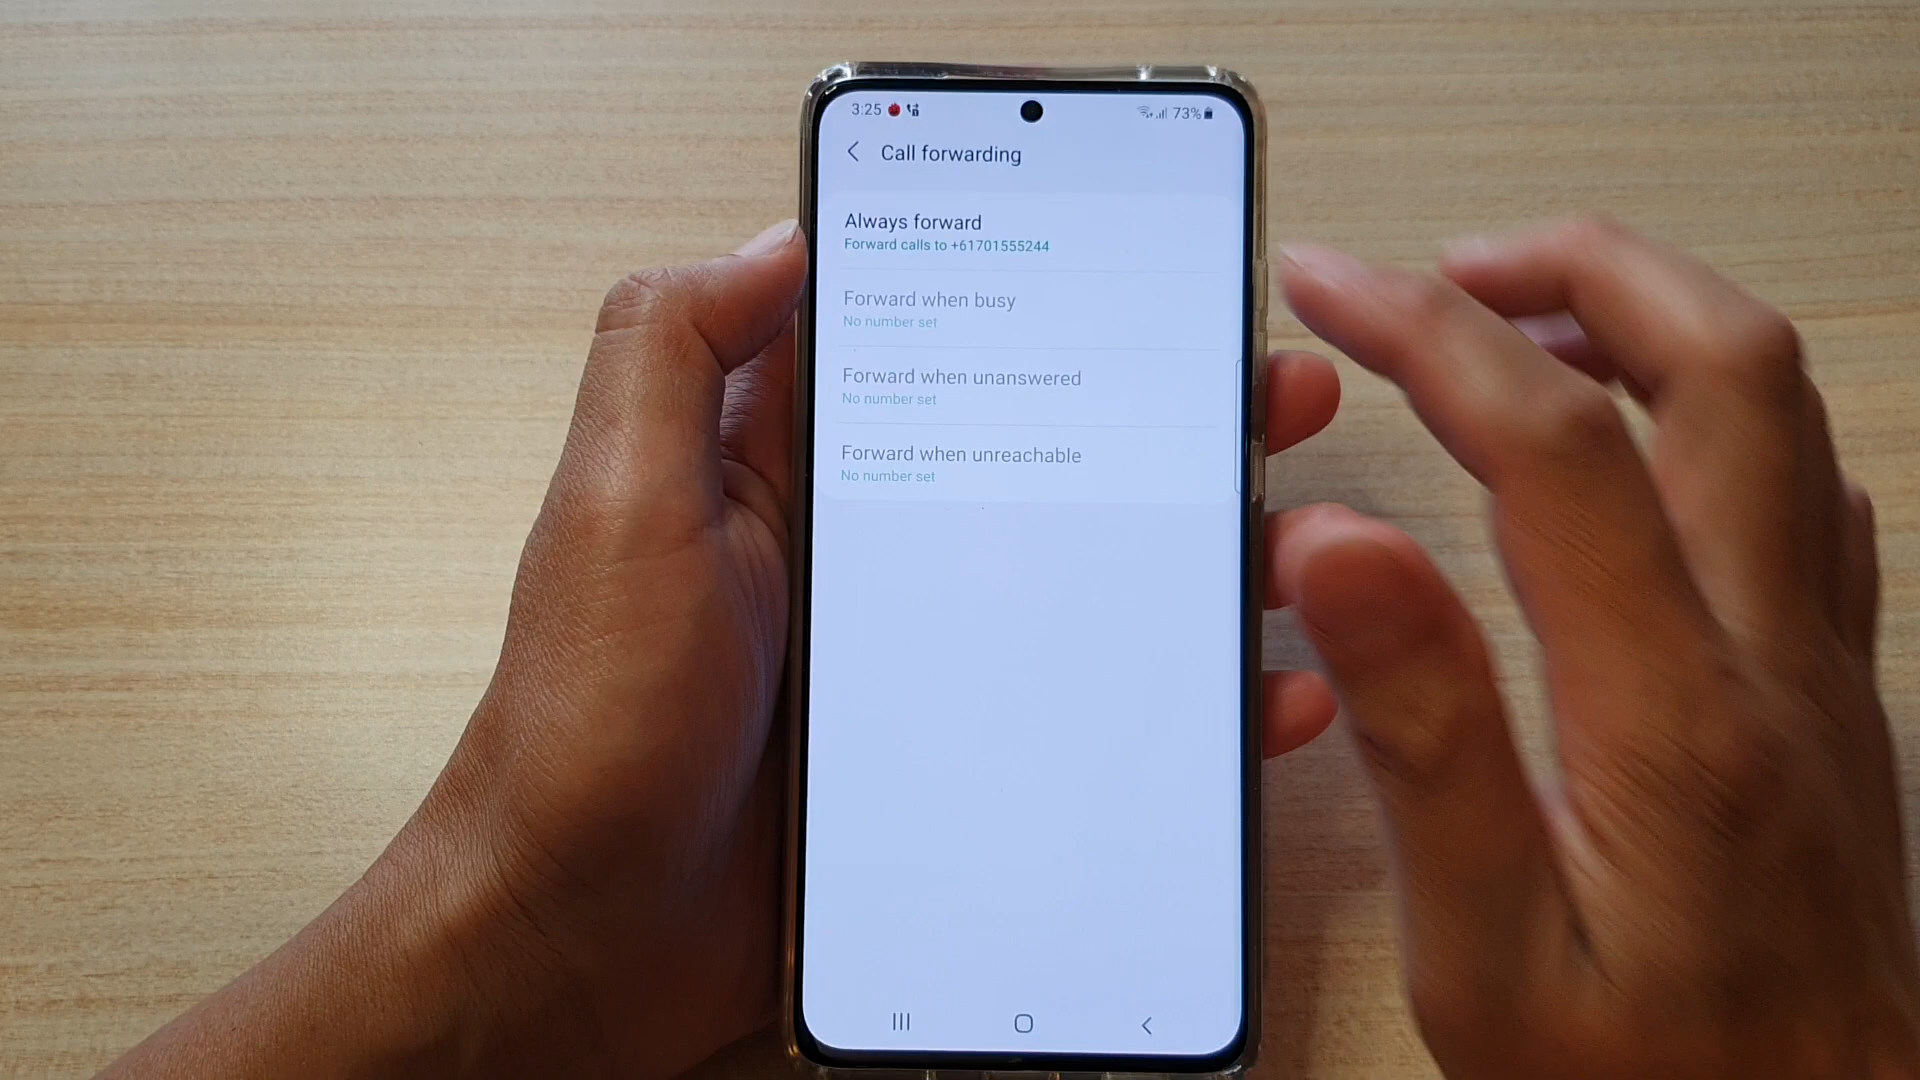 3:25 73%
Call forwarding
Always forward
Forward calls to +61701555244
Forward when busy
No number set
Forward when unanswered
No number set
Forward when unreachable
No number set